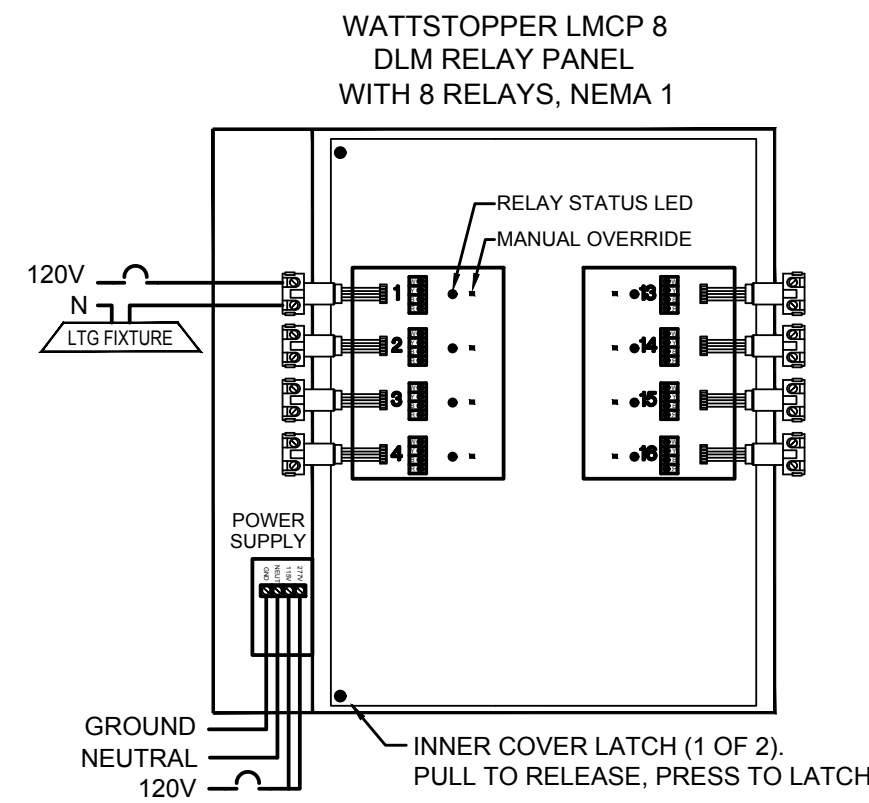 WATTSTOPPER LMCP 8
DLM RELAY PANEL
WITH 8 RELAYS, NEMA 1
RELAY STATUS LED
MANUAL OVERRIDE
120V
N
LTG FIXTURE
1
2
3
4
13
14
15
16
POWER
SUPPLY
GND
NEUT
115V
277V
GROUND
NEUTRAL
120V
INNER COVER LATCH (1 OF 2).
PULL TO RELEASE, PRESS TO LATCH